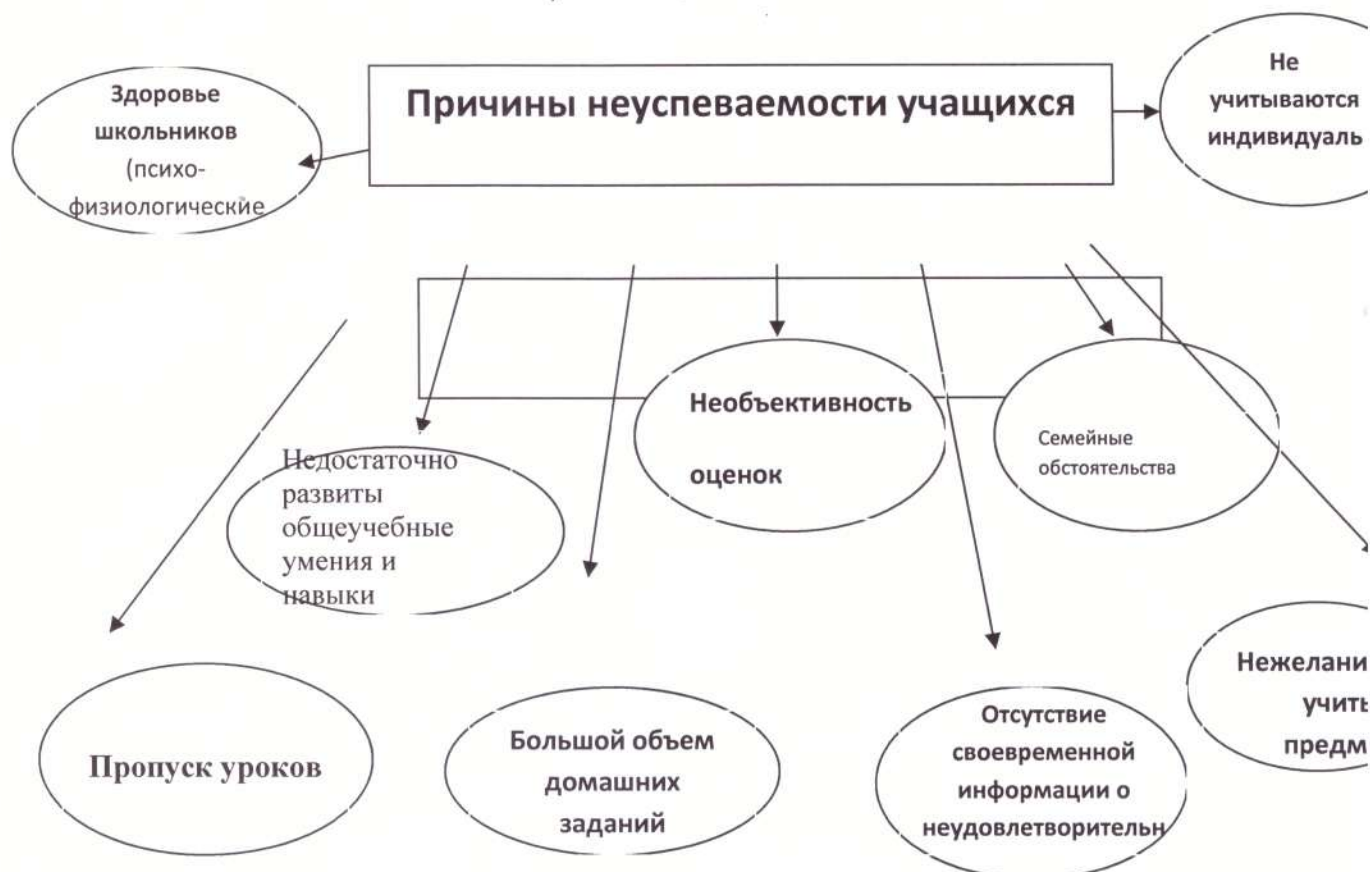 Причины неуспеваемости учащихся
Здоровье
школьников
(психо-
физиологические
Не
учитываются
индивидуаль
Необъективность
оценок
Семейные
обстоятельства
Недостаточно
развиты
общеучебные
умения и
навыки
Пропуск уроков
Большой объем
домашних
заданий
Отсутствие
своевременной
информации о
неудовлетворительн
Нежелани
учить
предм